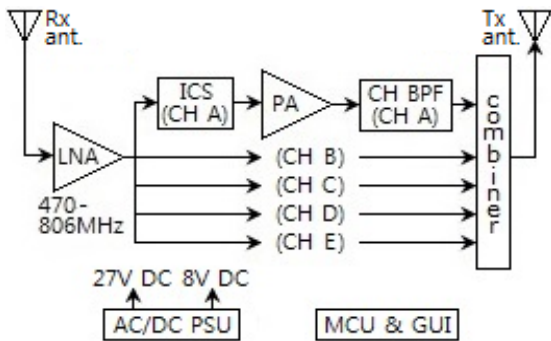 Rx
ant.
Tx
ant.
ICS
(CH A)
PA
CH BPF
(CH A)
combiner
LNA
(CH B)
(CH C)
(CH D)
(CH E)
470-
806MHz
27V DC
8V DC
AC/DC PSU
MCU & GUI